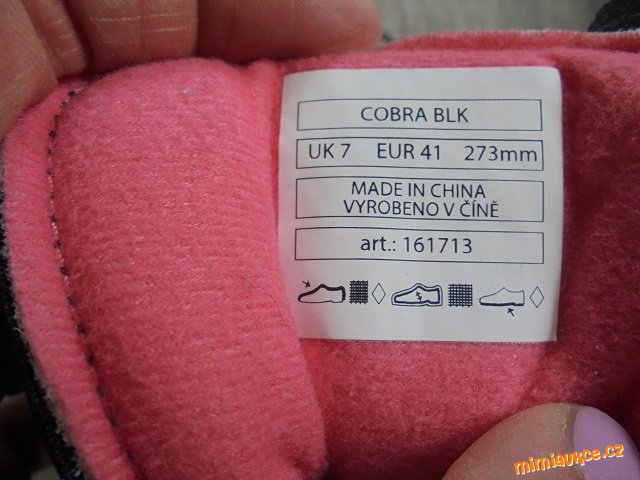 COBRA BLK
UK 7 EUR 41 273mm
MADE IN CHINA
VYROBENO V ČÍNĚ
art.: 161713
mimiaukce.cz